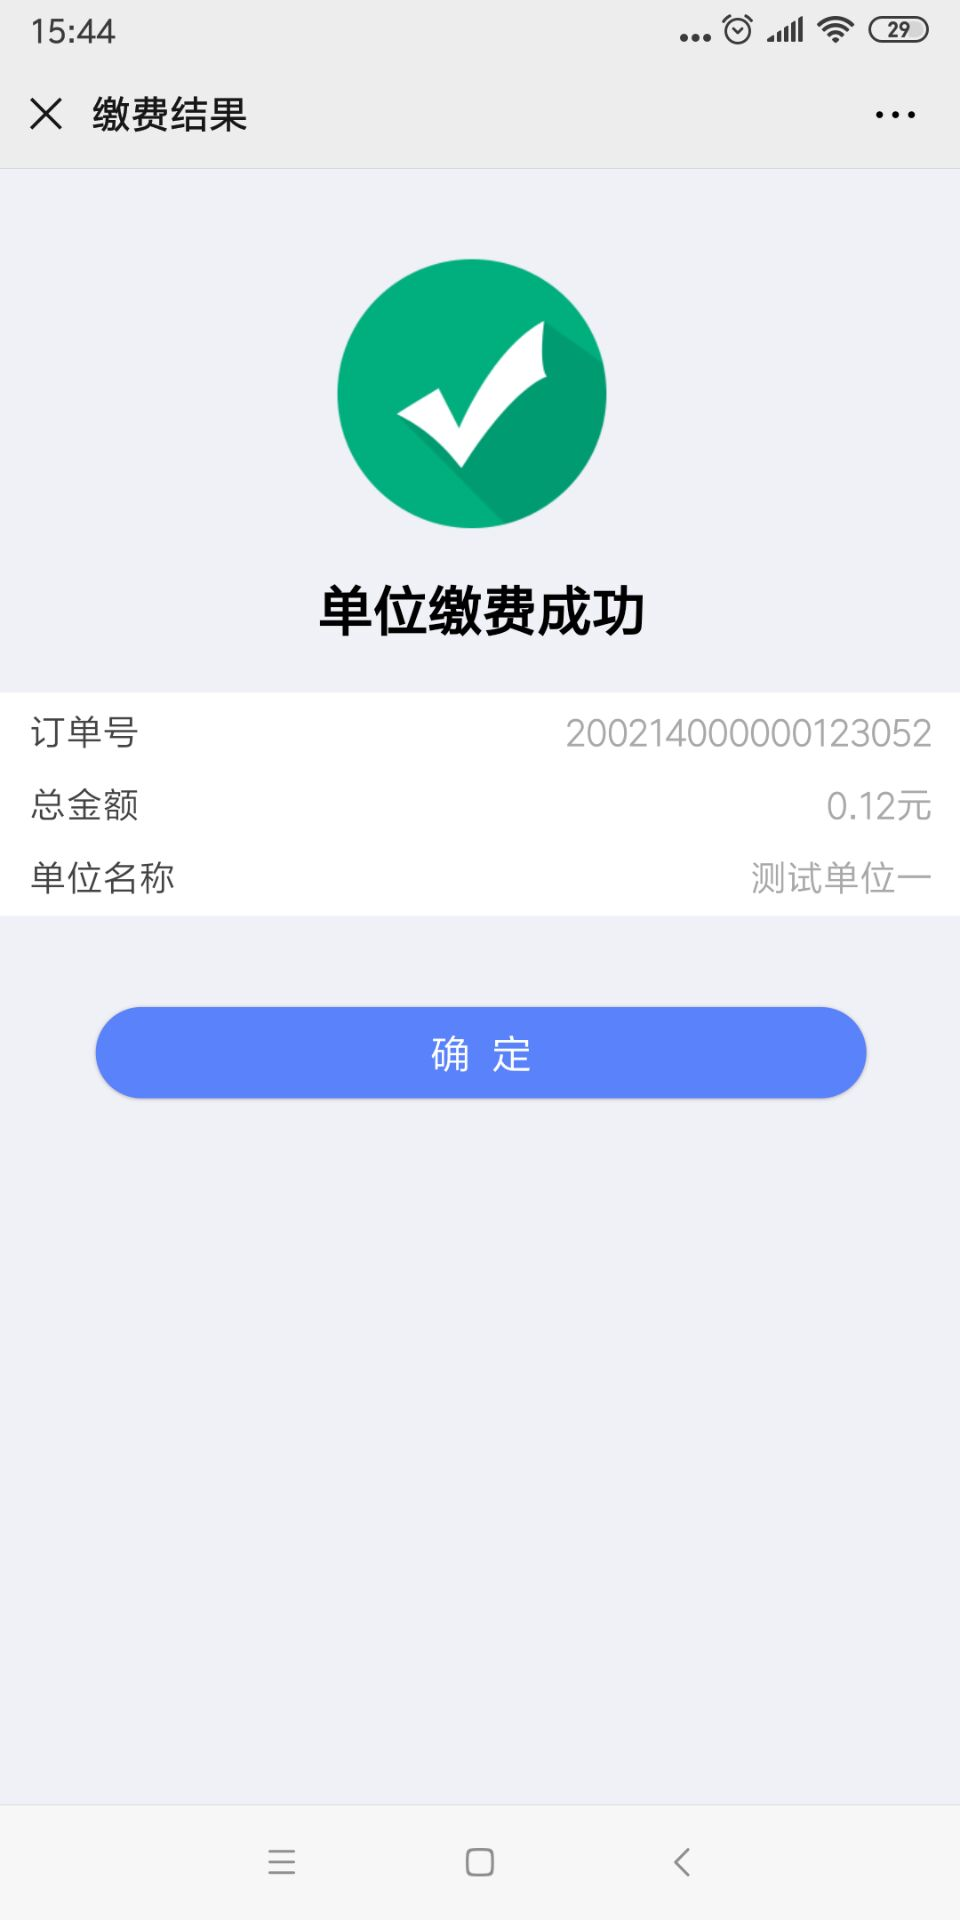 15:44
29
缴费结果
单位缴费成功
订单号 200214000000123052
总金额 0.12元
单位名称 测试单位一
确 定